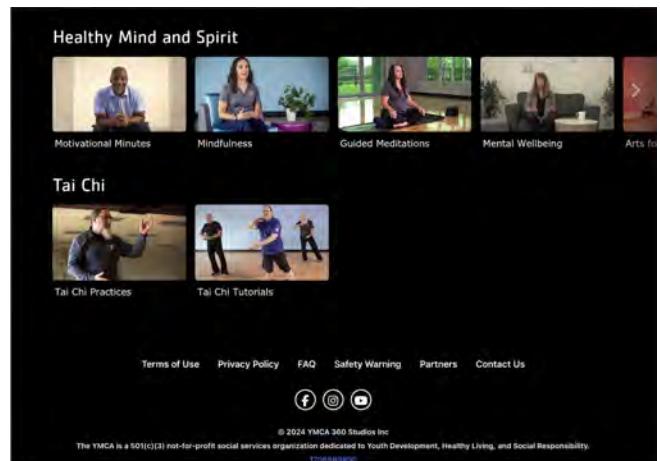 Healthy Mind and Spirit
Motivational Minutes
Mindfulness
Guided Meditations
Mental Wellbeing
Arts fo
Tai Chi
Tai Chi Practices
Tai Chi Tutorials
Terms of Use Privacy Policy FAQ Safety Warning Partners Contact Us
© 2024 YMCA 360 Studios Inc
The YMCA is a 501(c)(3) not-for-profit social services organization dedicated to Youth Development, Healthy Living, and Social Responsibility.